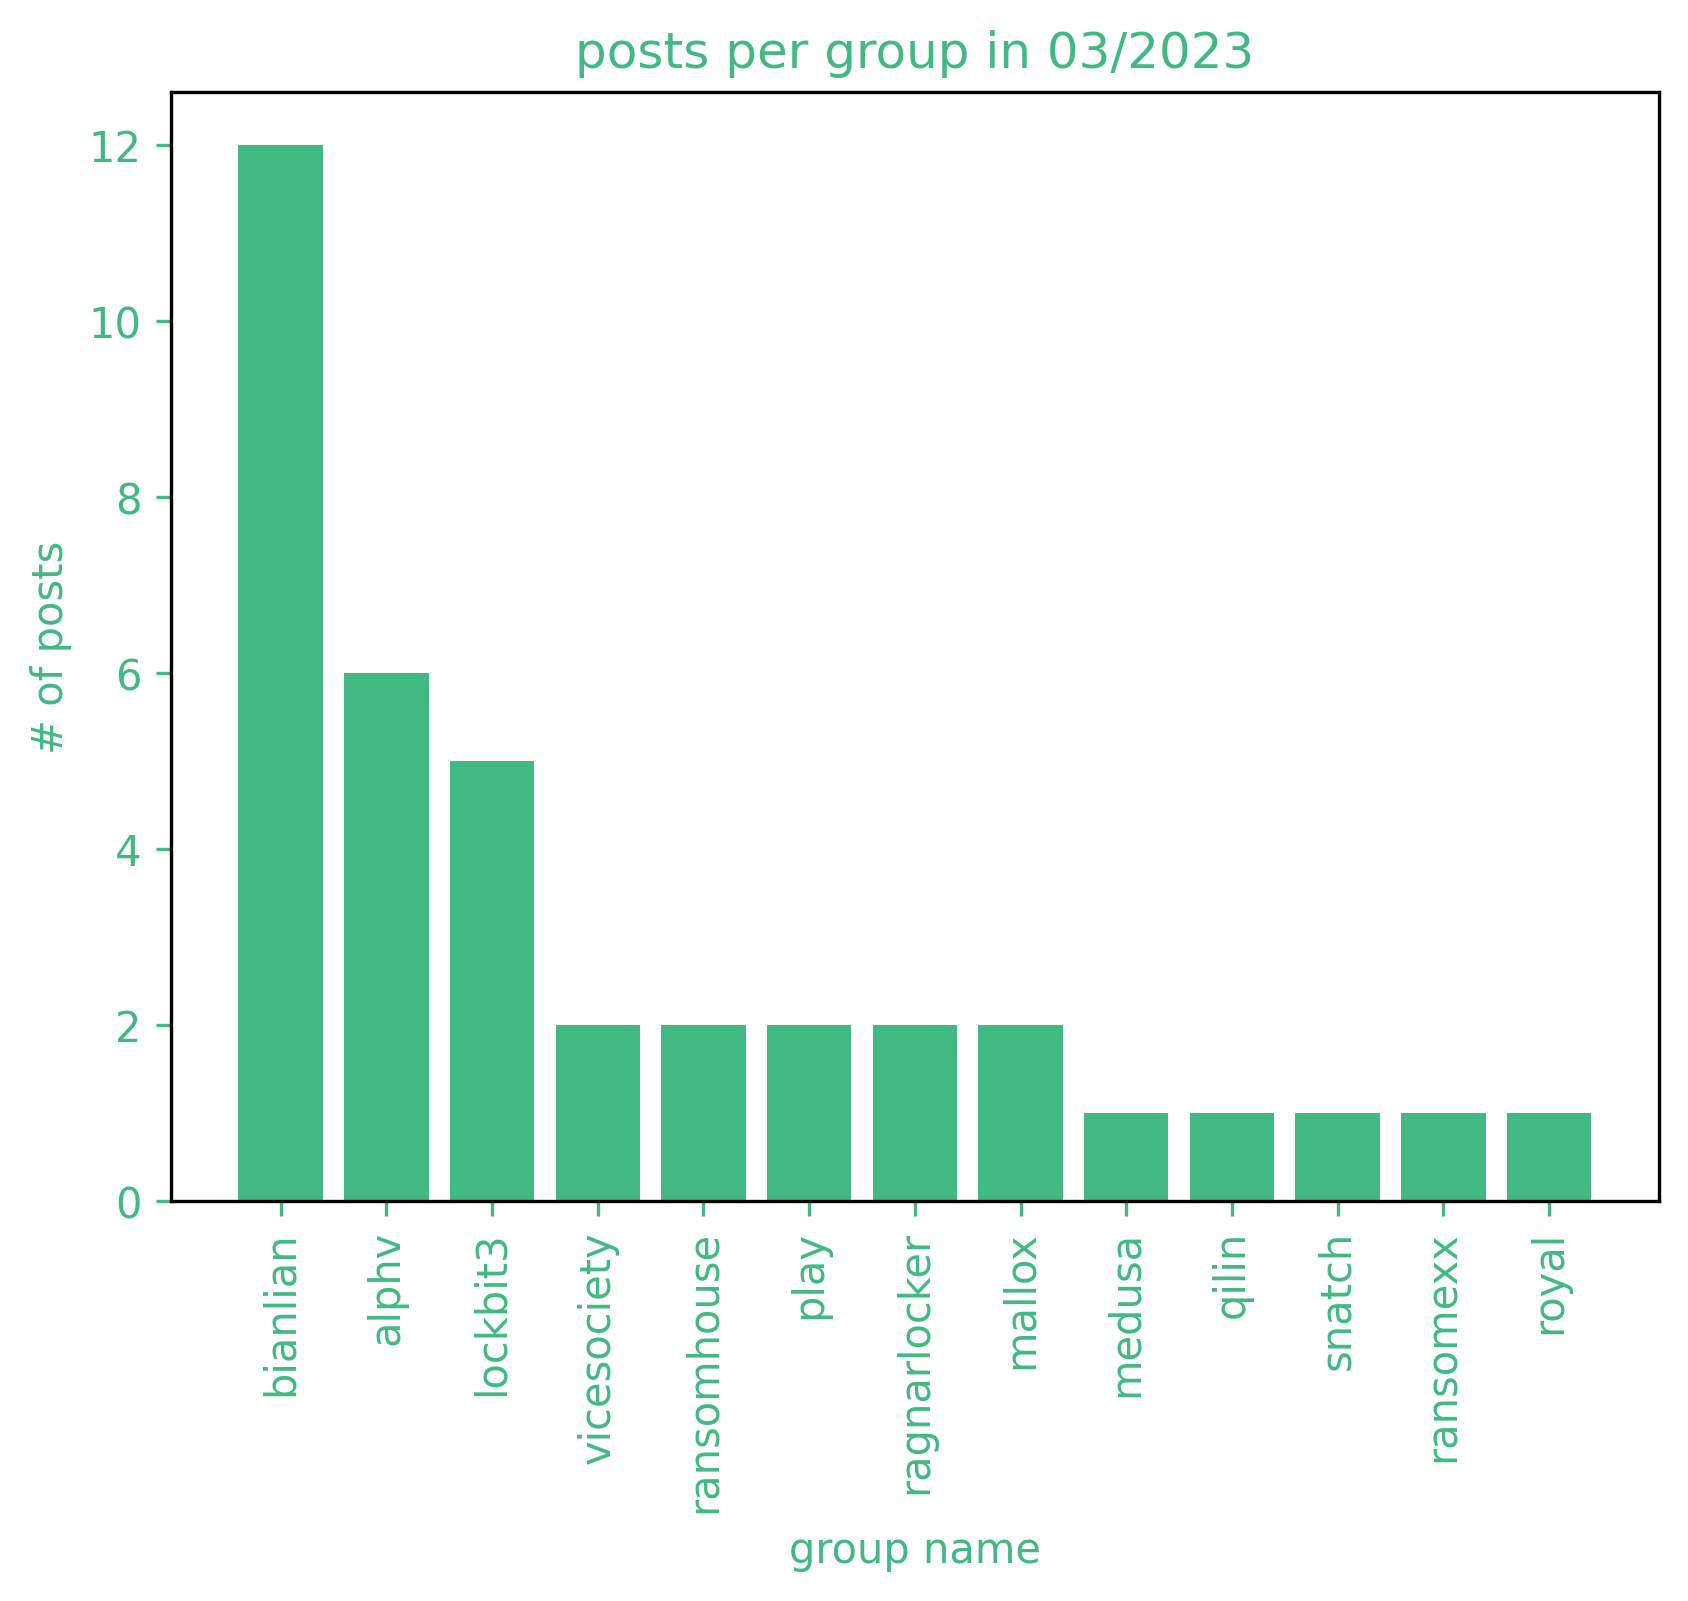 posts per group in 03/2023
12
10
8
6
4
2
0
# of posts
bianlian
alphv
lockbit3
vicesociety
ransomhouse
play
ragnarlocker
mallox
medusa
qilin
snatch
ransomexx
royal
group name